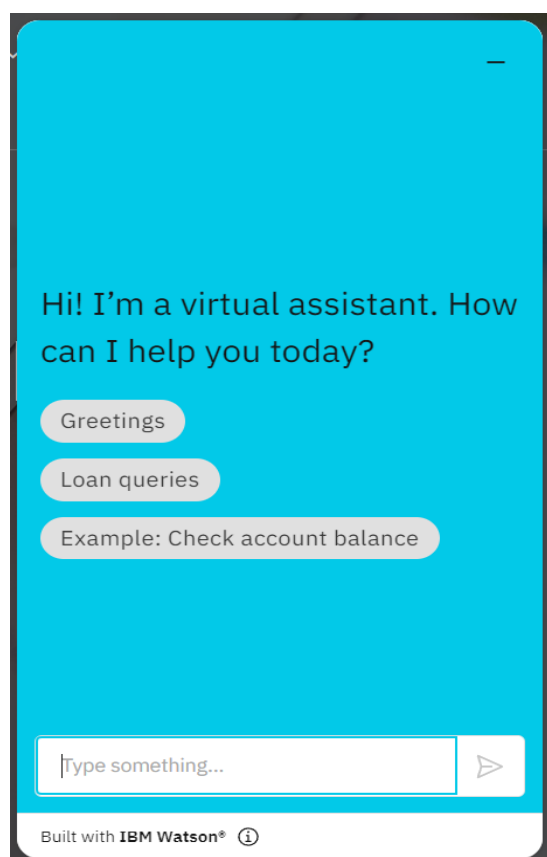 Hi! I’m a virtual assistant. How
can I help you today?
Greetings
Loan queries
Example: Check account balance
Type something...
Built with IBM Watson®